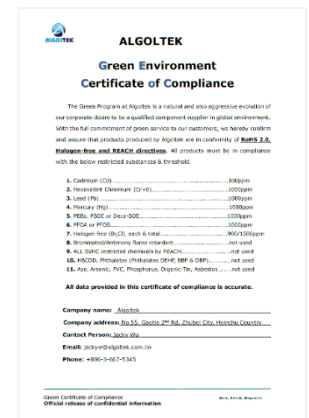 ALGOLTEK
ALGOLTEK
Green Environment
Certificate of Compliance
The Green Program at Algoltek is a natural and also aggressive evolution of
our corporate desire to be a qualified component supplier in global environment.
With the full commitment of green service to our customers, we hereby confirm
and assure that products produced by Algoltek are in conformity of RoHS 2.0,
Halogen-free and REACH directives. All products must be in compliance
with the below restricted substances & threshold.
1. Cadmium (Cd)...100ppm
2. Hexavalent Chromium (Cr+6)...1000ppm
3. Lead (Pb)...1000ppm
4. Mercury (Hg)...1000ppm
5. PBBs, PBDE or Deca-BDE...1000ppm
6. PFOA or PFOS...1000ppm
7. Halogen free (Br,Cl) each & total...900/1500ppm
8. Brominated/Antimony flame retardant...not used
9. ALL SVHC restricted chemicals by REACH...not used
10. HBCDD, Phthalates (Phthalates DEHP, BBP & DBP)...not used
11. Azo, Arsenic, PVC, Phosphorus, Organic-Tin, Asbestos...not used
All data provided in this certificate of compliance is accurate.
Company name: Algoltek
Company address: No.55, Gaotie 2nd Rd, Zhubei City, Hsinchu Country
Contact Person: Jacky Wu
Email: jackyw@algoltek.com.tw
Phone: +886-3-667-5345
Green Certificate of Compliance
Official release of confidential information